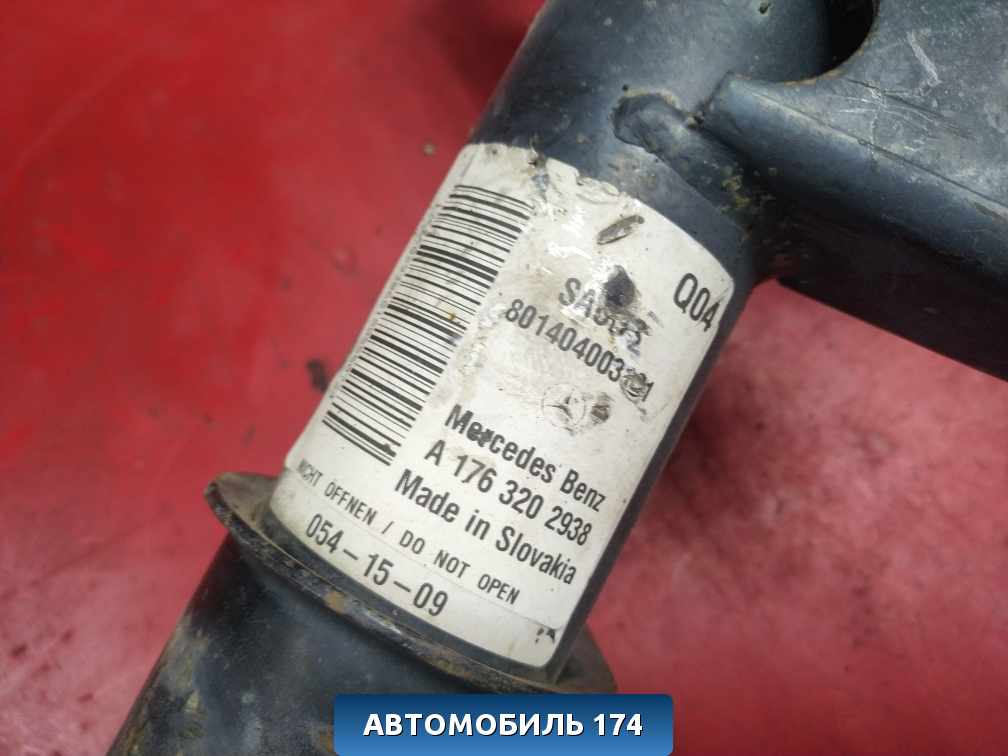 Q04
Mercedes Benz
A 176 320 2938
Made in Slovakia
NICHT ÖFFNEN / DO NOT OPEN
054-15-09
АВТОМОБИЛЬ 174